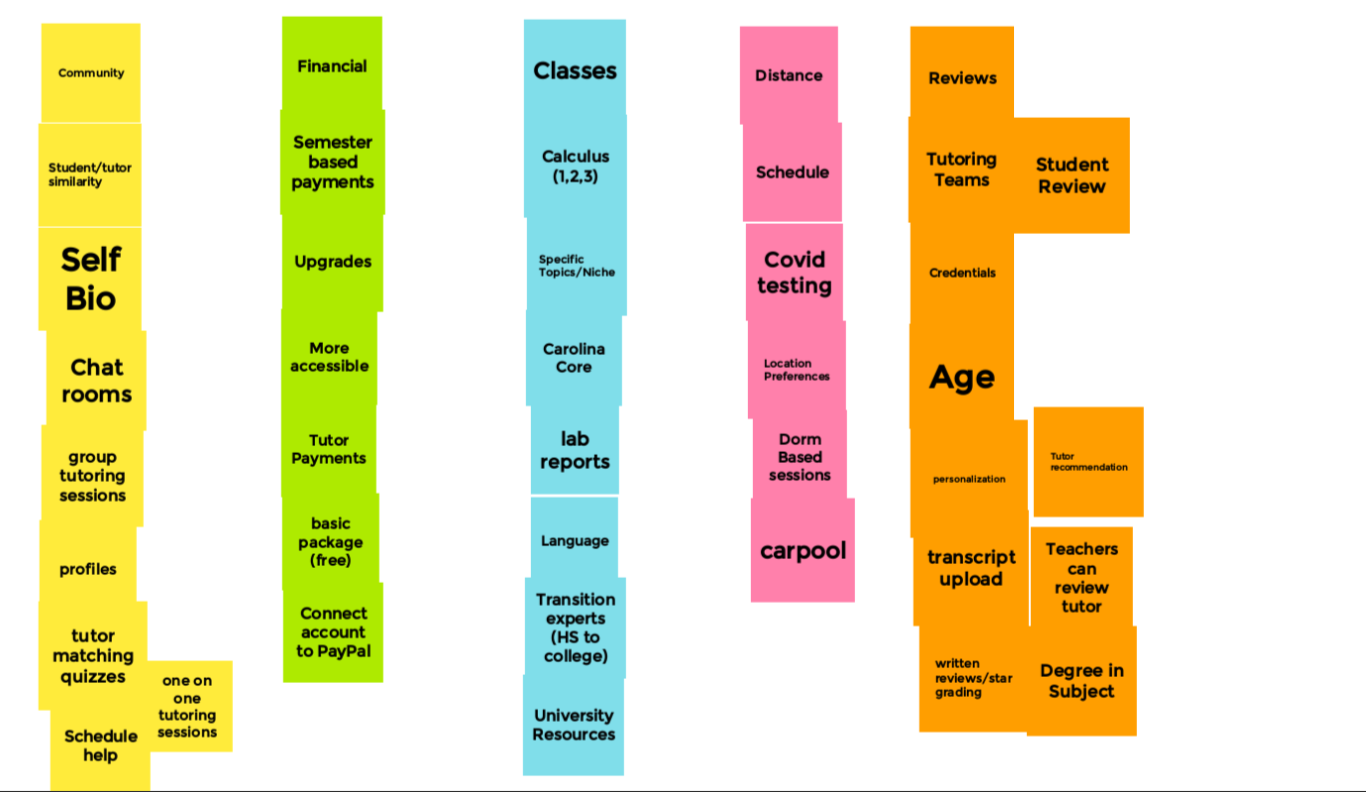 Community
Student/tutor
similarity
Self
Bio
Chat
rooms
group
tutoring
sessions
profiles
tutor
matching
quizzes
one on
one
tutoring
sessions
Schedule
help
Financial
Semester
based
payments
Upgrades
More
accessible
Tutor
Payments
basic
package
(free)
Connect
account
to PayPal
Classes
Calculus
(1,2,3)
Specific
Topics/Niche
Carolina
Core
lab
reports
Language
Transition
experts
(HS to
college)
University
Resources
Distance
Schedule
Covid
testing
Location
Preferences
Dorm
Based
sessions
carpool
Reviews
Tutoring
Teams
Student
Review
Credentials
Age
personalization
Tutor
recommendation
transcript
upload
Teachers
can
review
tutor
written
reviews/star
grading
Degree in
Subject